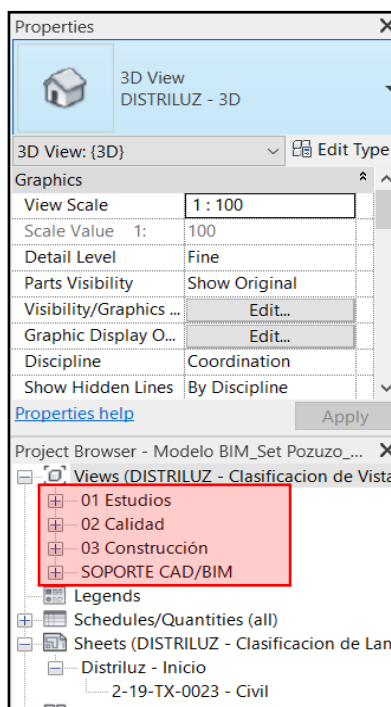 Properties
3D View
DISTRILUZ - 3D
3D View: {3D} Edit Type
Graphics
View Scale 1 : 100
Scale Value 1: 100
Detail Level Fine
Parts Visibility Show Original
Visibility/Graphics ... Edit...
Graphic Display O... Edit...
Discipline Coordination
Show Hidden Lines By Discipline
Properties help Apply
Project Browser - Modelo BIM_Set Pozuzo_...
Views (DISTRILUZ - Clasificacion de Vista
01 Estudios
02 Calidad
03 Construcción
SOPORTE CAD/BIM
Legends
Schedules/Quantities (all)
Sheets (DISTRILUZ - Clasificacion de Lan
Distriluz - Inicio
2-19-TX-0023 - Civil